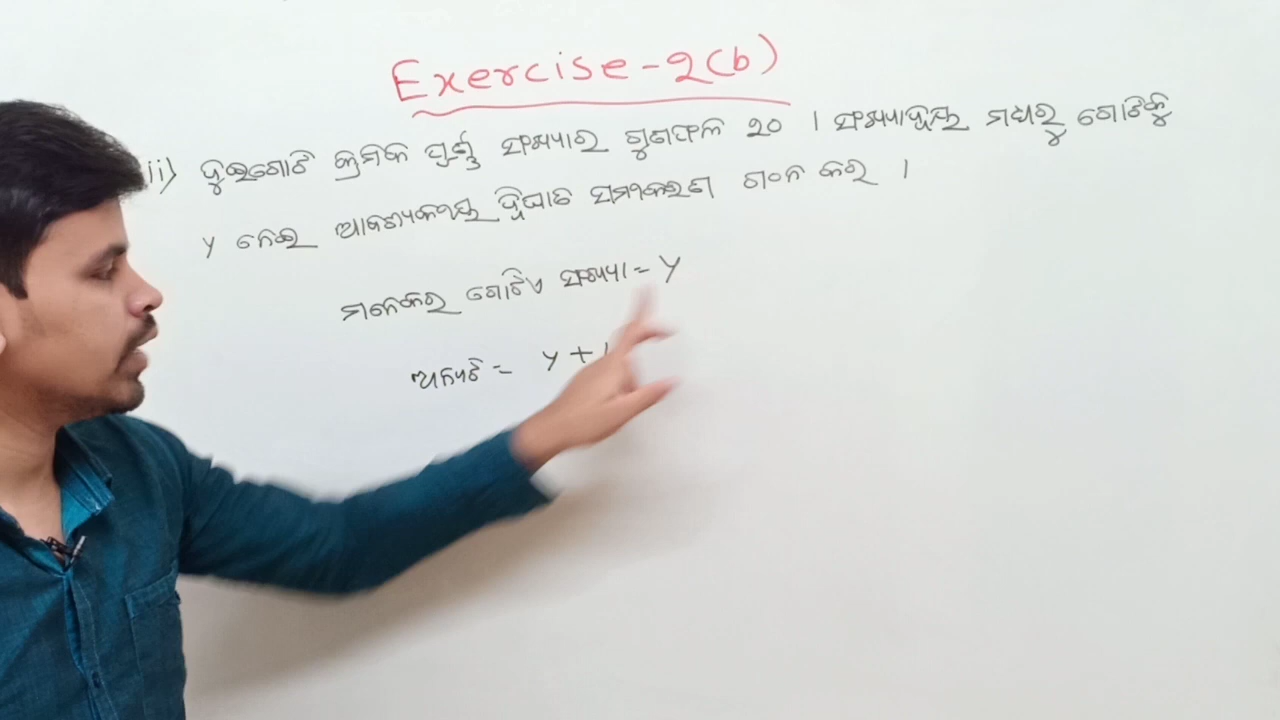 Exercise-2(b)
ii) ଦୁଇଗୋଟି କ୍ରମିକ ପୂର୍ଣ୍ଣ ସଂଖ୍ୟାର ଗୁଣଫଳ ୨୦ । ସଂଖ୍ୟାଦ୍ୱୟ ମଧ୍ୟରୁ ଗୋଟିକୁ
y ନେଇ ଆବଶ୍ୟକୀୟ ଦ୍ୱିଘାତ ସମୀକରଣ ଗଠନ କର ।
ମନେକର ଗୋଟିଏ ସଂଖ୍ୟା = y
ଅନ୍ୟଟି = y +